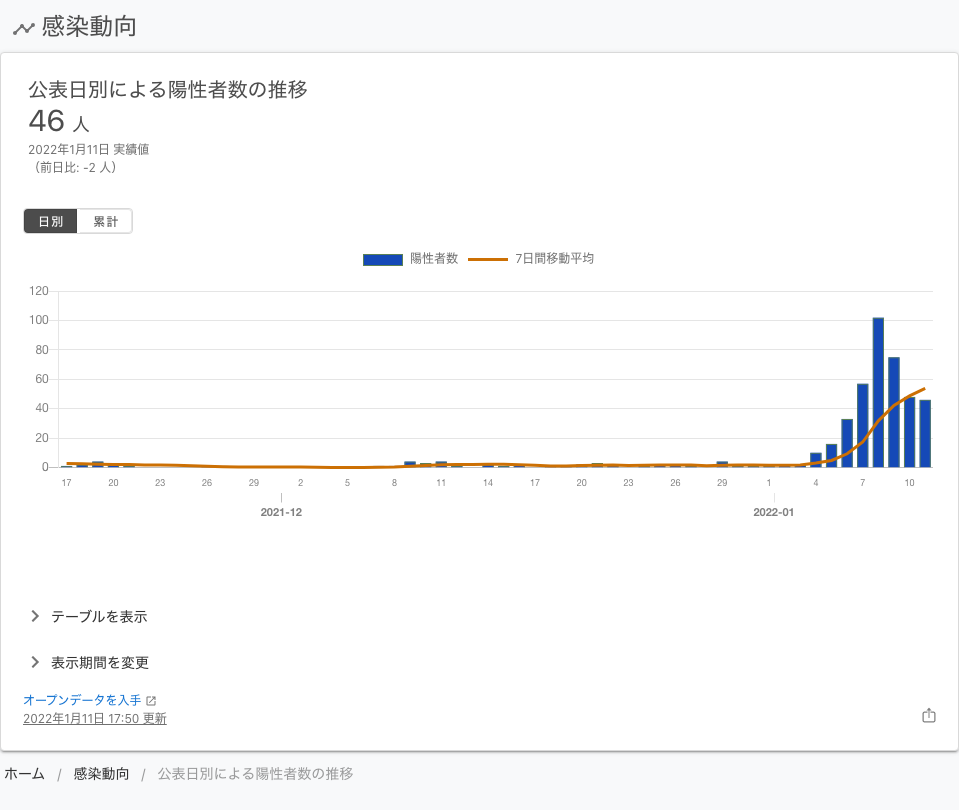 感染動向
公表日別による陽性者数の推移
46 人
2022年1月11日 実績値
（前日比: -2 人）
日別 累計
陽性者数 7日間移動平均
120
100
80
60
40
20
0
17 20 23 26 29 2 5 8 11 14 17 20 23 26 29 1 4 7 10
2021-12 2022-01
テーブルを表示
表示期間を変更
オープンデータを入手
2022年1月11日 17:50 更新
ホーム / 感染動向 / 公表日別による陽性者数の推移